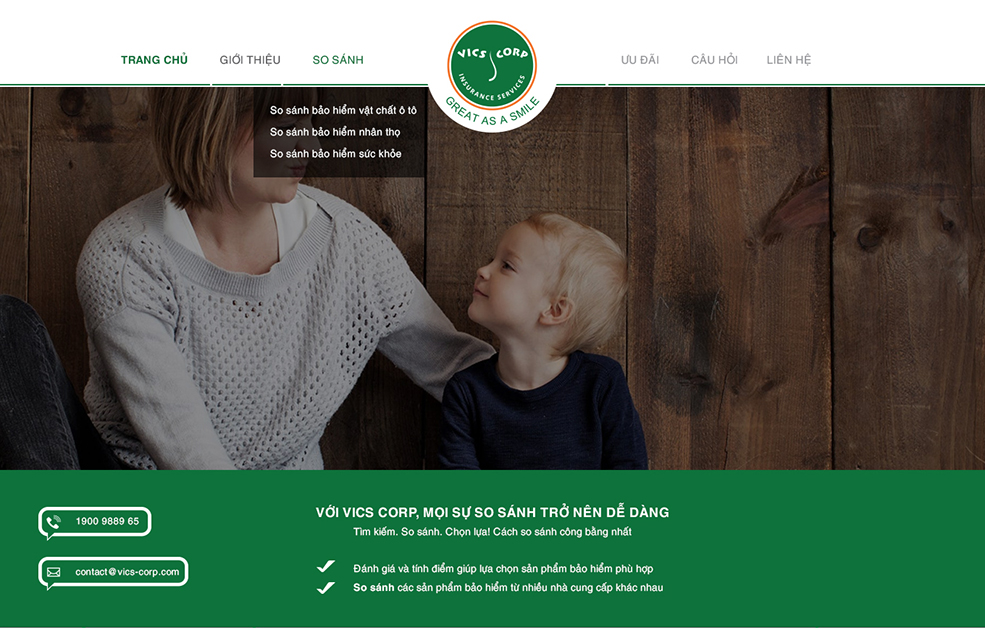 TRANG CHỦ
GIỚI THIỆU
SO SÁNH
VICS CORP
INSURANCE SERVICES
GREAT AS A SMILE
ƯU ĐÃI
CÂU HỎI
LIÊN HỆ
So sánh bảo hiểm vật chất ô tô
So sánh bảo hiểm nhân thọ
So sánh bảo hiểm sức khỏe
1900 9889 65
contact@vics-corp.com
VỚI VICS CORP, MỌI SỰ SO SÁNH TRỞ NÊN DỄ DÀNG
Tìm kiếm. So sánh. Chọn lựa! Cách so sánh công bằng nhất
Đánh giá và tính điểm giúp lựa chọn sản phẩm bảo hiểm phù hợp
So sánh các sản phẩm bảo hiểm từ nhiều nhà cung cấp khác nhau